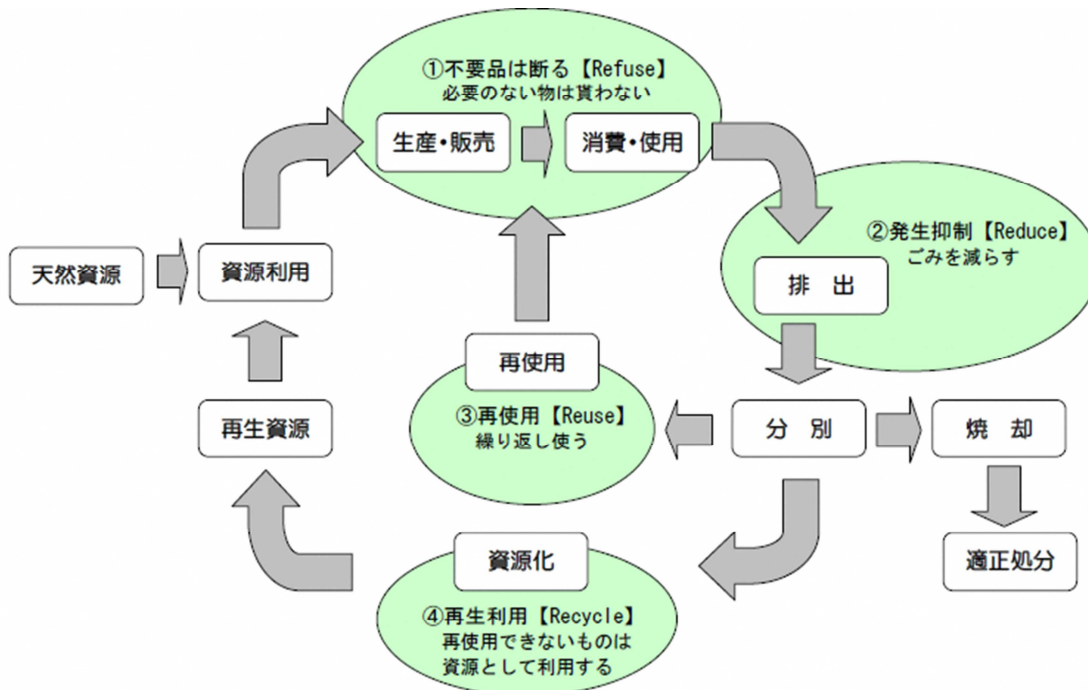 ①不要品は断る【Refuse】
必要のない物は貰わない
生産・販売
消費・使用
②発生抑制【Reduce】
ごみを減らす
天然資源
資源利用
排　出
再使用
③再使用【Reuse】
繰り返し使う
再生資源
分　別
焼　却
資源化
適正処分
④再生利用【Recycle】
再使用できないものは
資源として利用する